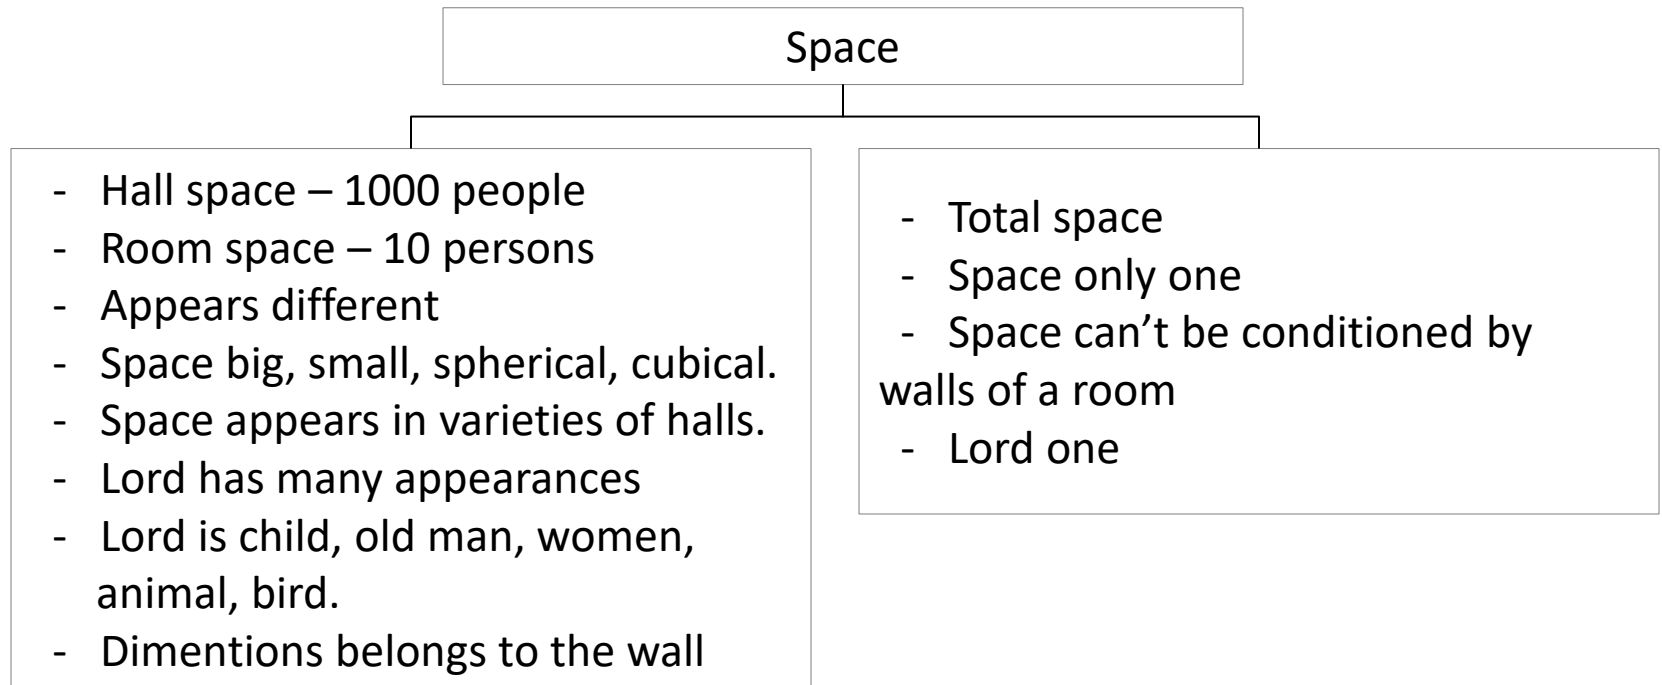 Space
- Hall space – 1000 people
- Room space – 10 persons
- Appears different
- Space big, small, spherical, cubical.
- Space appears in varieties of halls.
- Lord has many appearances
- Lord is child, old man, women,
animal, bird.
- Dimentions belongs to the wall
- Total space
- Space only one
- Space can’t be conditioned by
walls of a room
- Lord one